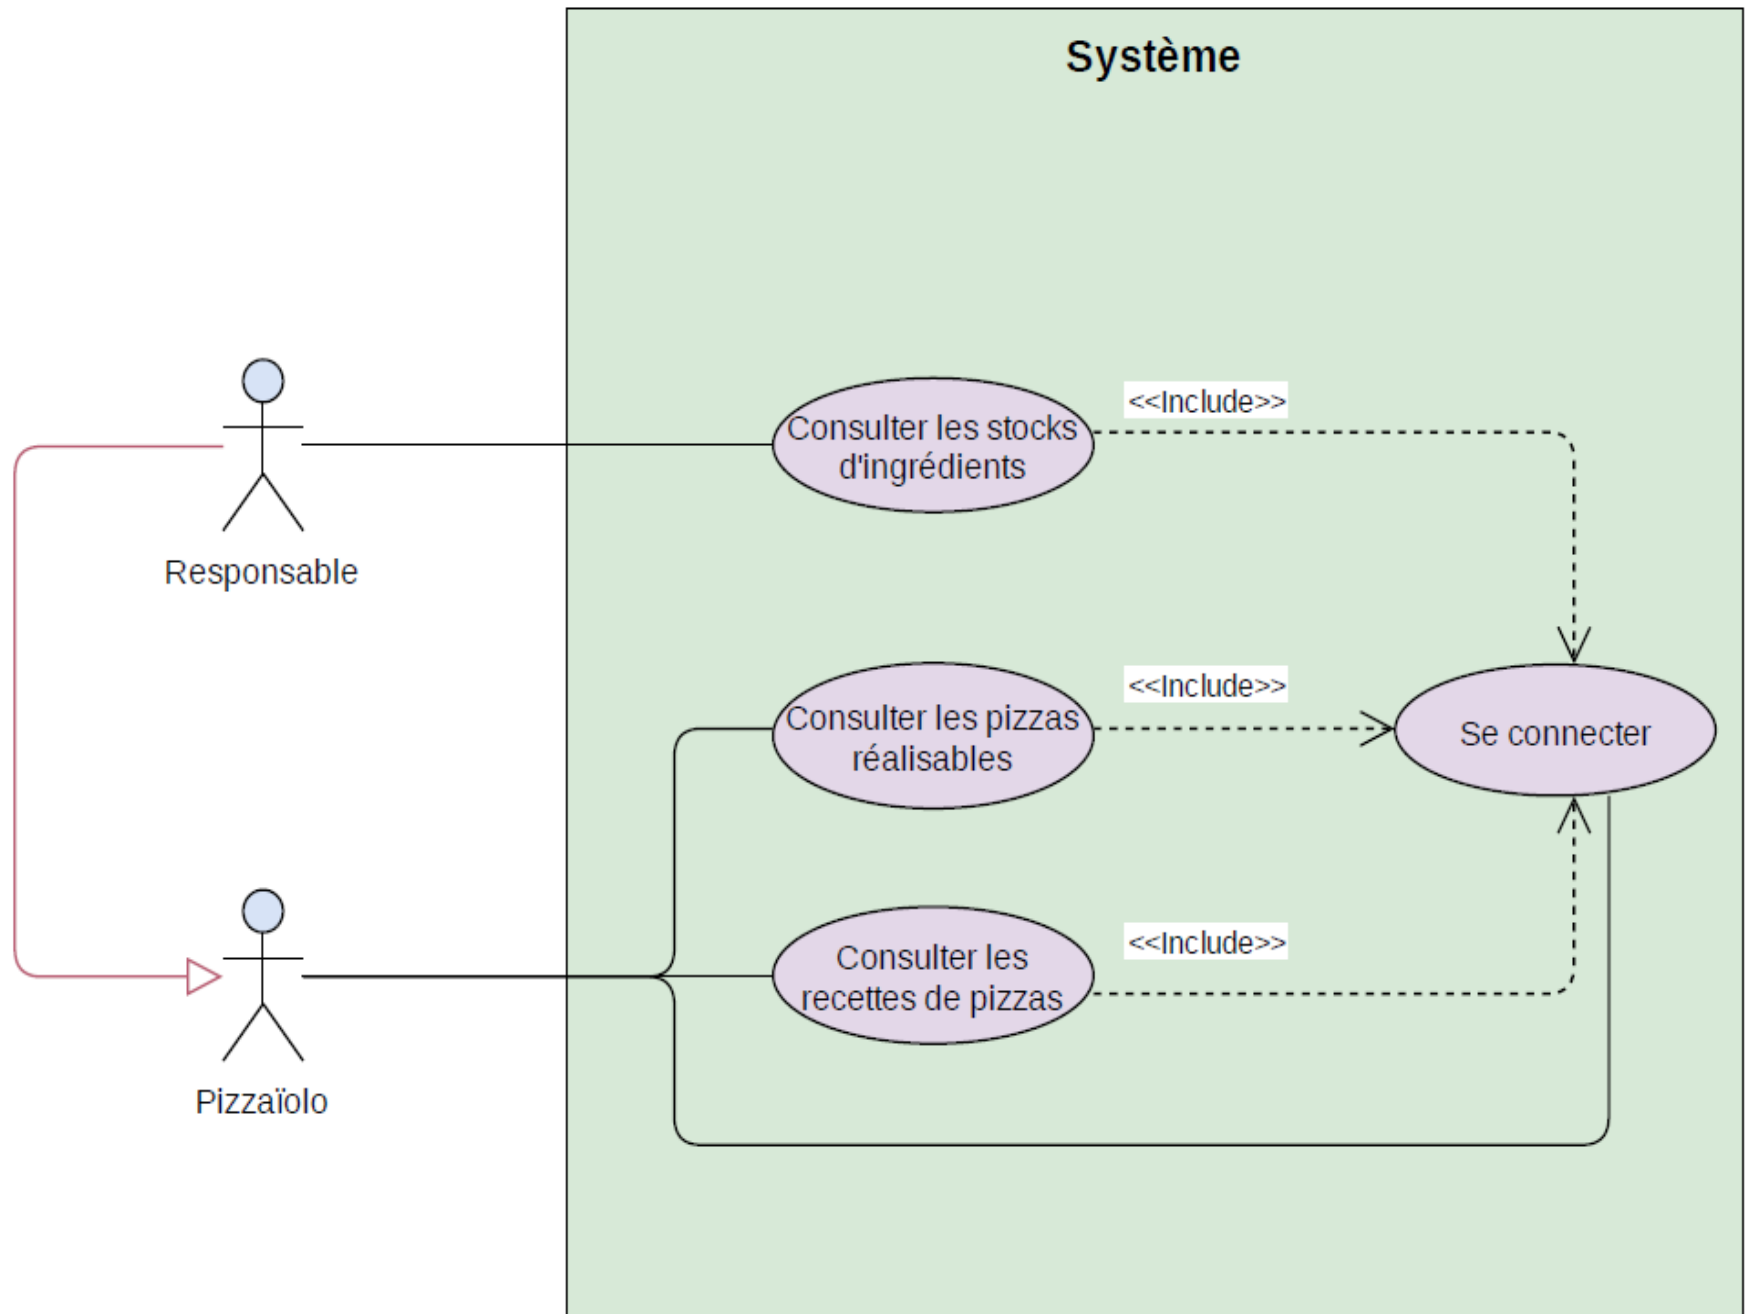 Système
Consulter les stocks
d'ingrédients
<<Include>>
Responsable
Consulter les pizzas
réalisables
<<Include>>
Se connecter
Consulter les
recettes de pizzas
<<Include>>
Pizzaïolo